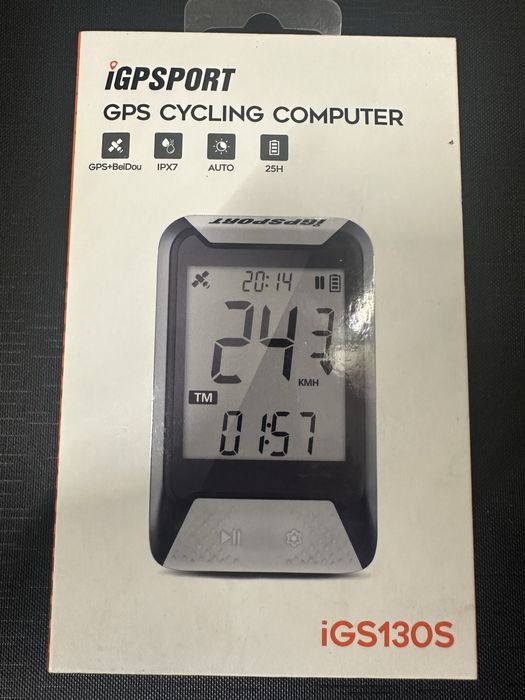 iGPSPORT
GPS CYCLING COMPUTER
GPS+BeiDou IPX7 AUTO 25H
iGPSPORT
20:14
24.3
KMH
TM
01:57
iGS130S